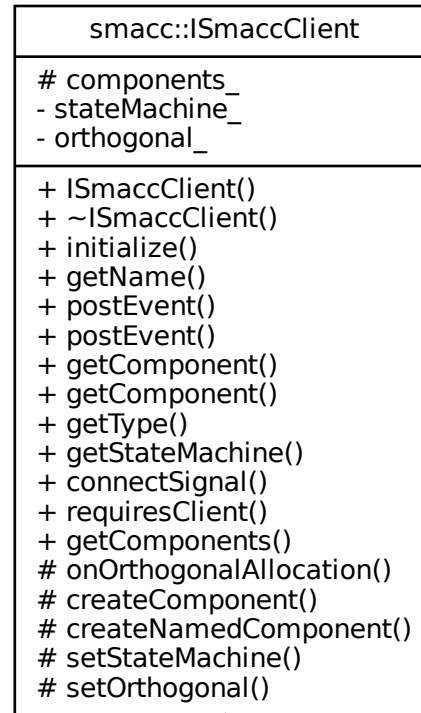 smacc::ISmaccClient
# components_
- stateMachine_
- orthogonal_
+ ISmaccClient()
+ ~ISmaccClient()
+ initialize()
+ getName()
+ postEvent()
+ postEvent()
+ getComponent()
+ getComponent()
+ getType()
+ getStateMachine()
+ connectSignal()
+ requiresClient()
+ getComponents()
# onOrthogonalAllocation()
# createComponent()
# createNamedComponent()
# setStateMachine()
# setOrthogonal()